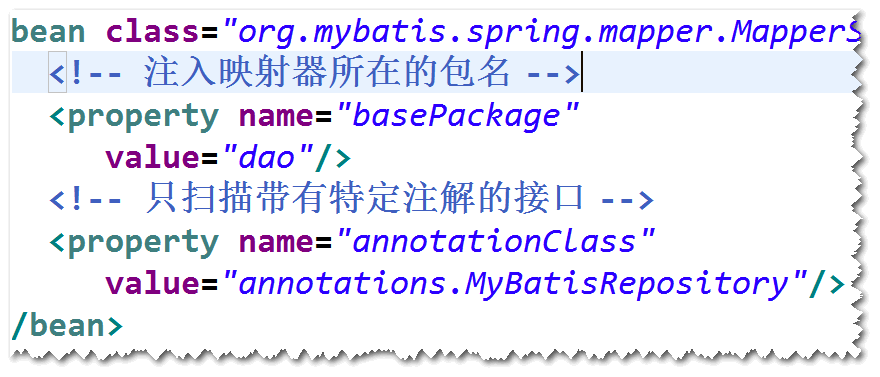 bean class="org.mybatis.spring.mapper.MapperS
<!-- 注入映射器所在的包名 -->
<property name="basePackage"
value="dao"/>
<!-- 只扫描带有特定注解的接口 -->
<property name="annotationClass"
value="annotations.MyBatisRepository"/>
/bean>